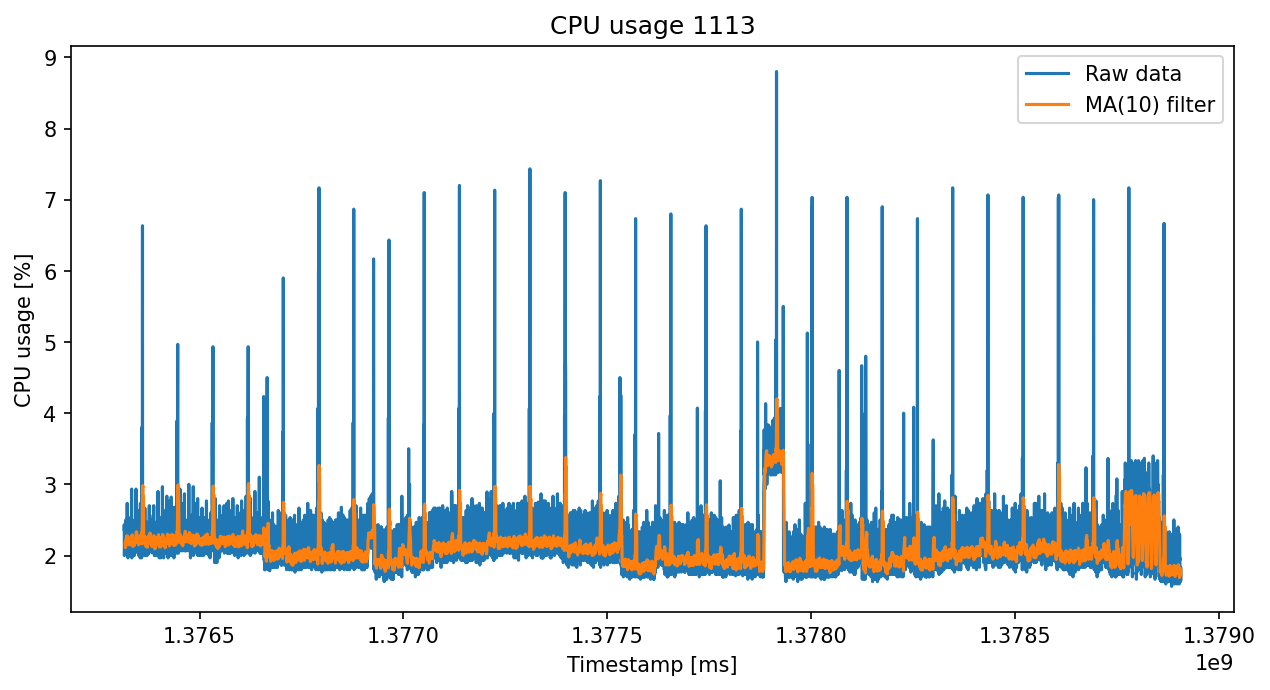 CPU usage 1113
Raw data
MA(10) filter
CPU usage [%]
9
8
7
6
5
4
3
2
1.3765
1.3770
1.3775
1.3780
1.3785
1.3790
1e9
Timestamp [ms]